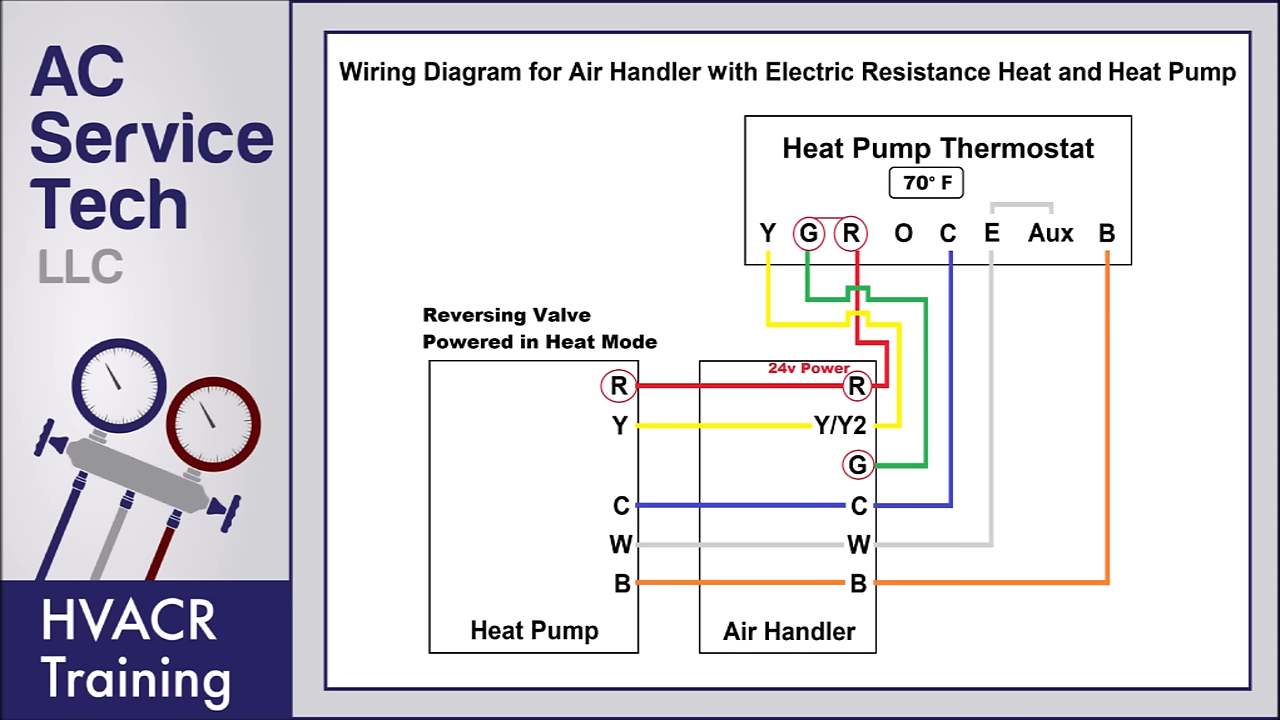 AC
Service
Tech
LLC
HVACR
Training
Wiring Diagram for Air Handler with Electric Resistance Heat and Heat Pump
Heat Pump Thermostat
70° F
Y G R O C E Aux B
Reversing Valve
Powered in Heat Mode
24v Power
R R
Y Y/Y2
G
C C
W W
B B
Heat Pump Air Handler